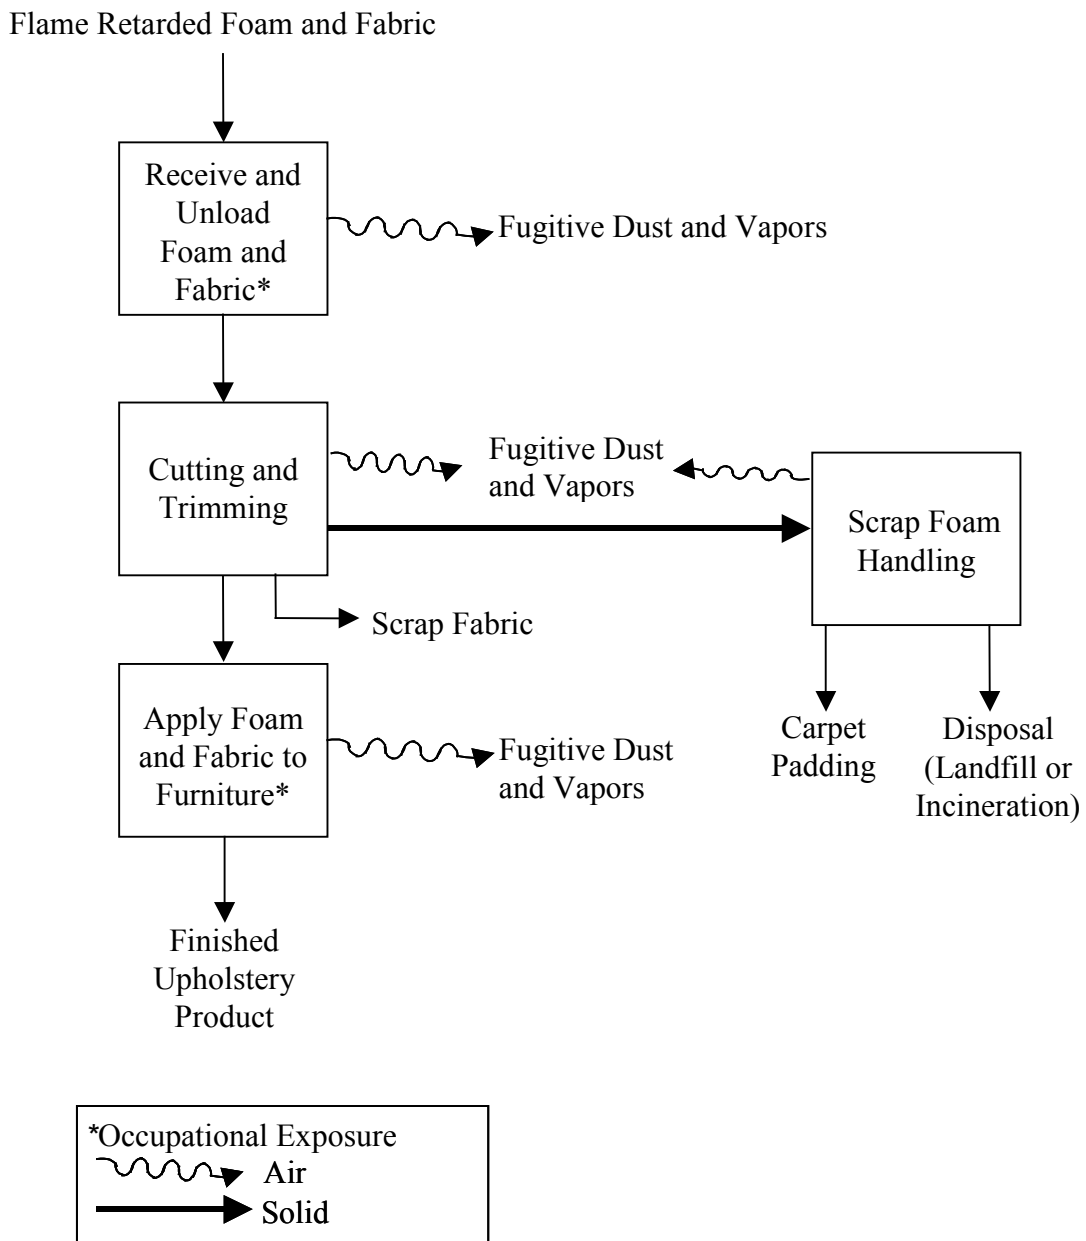 Flame Retarded Foam and Fabric
Receive and
Unload
Foam and
Fabric*
Fugitive Dust and Vapors
Cutting and
Trimming
Fugitive Dust
and Vapors
Scrap Foam
Handling
Scrap Fabric
Apply Foam
and Fabric to
Furniture*
Fugitive Dust
and Vapors
Carpet
Padding
Disposal
(Landfill or
Incineration)
Finished
Upholstery
Product
*Occupational Exposure
Air
Solid